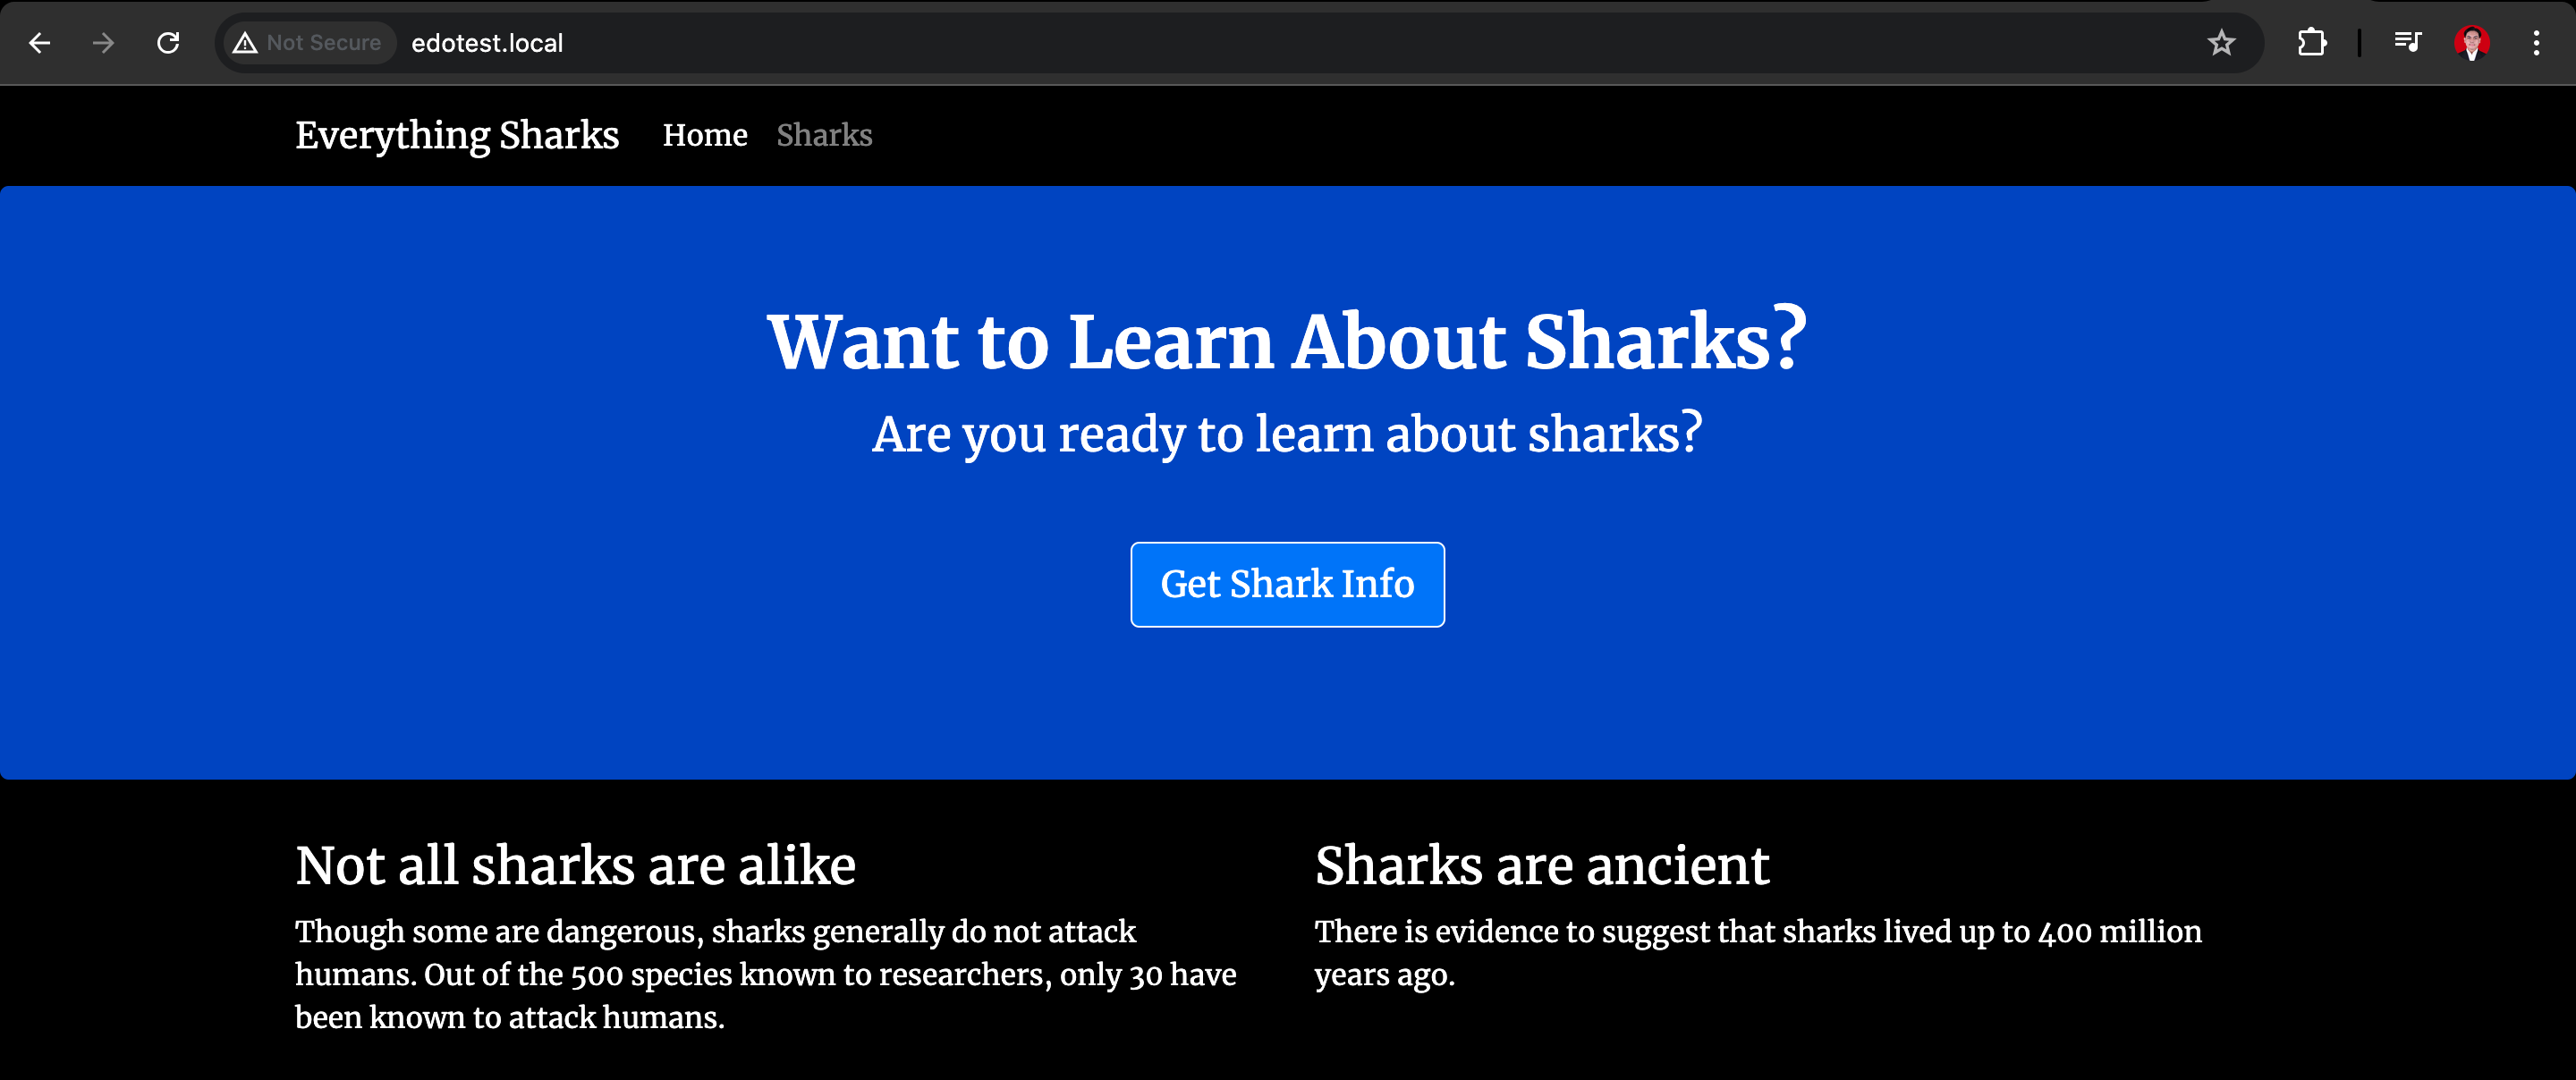 Not Secure edotest.local
Everything Sharks Home Sharks
Want to Learn About Sharks?
Are you ready to learn about sharks?
Get Shark Info
Not all sharks are alike
Though some are dangerous, sharks generally do not attack
humans. Out of the 500 species known to researchers, only 30 have
been known to attack humans.
Sharks are ancient
There is evidence to suggest that sharks lived up to 400 million
years ago.